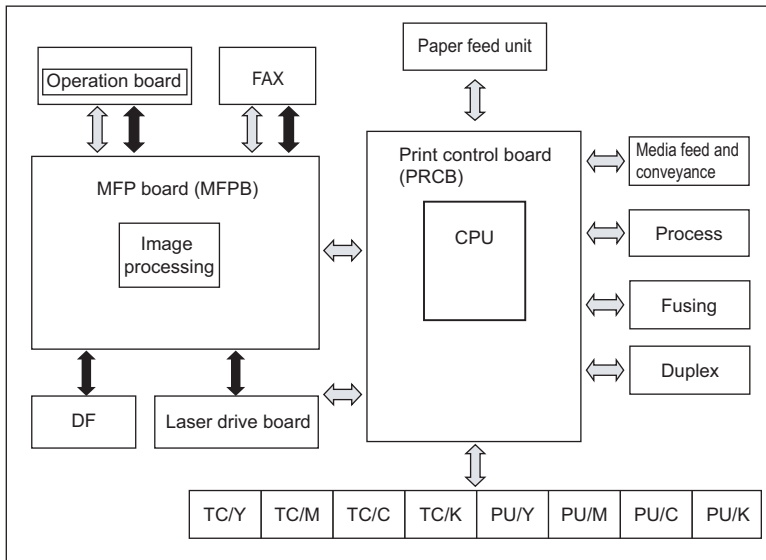 Paper feed unit
Operation board
FAX
Print control board
(PRCB)
Media feed and
conveyance
MFP board (MFPB)
Image
processing
CPU
Process
Fusing
Duplex
DF
Laser drive board
TC/Y TC/M TC/C TC/K PU/Y PU/M PU/C PU/K